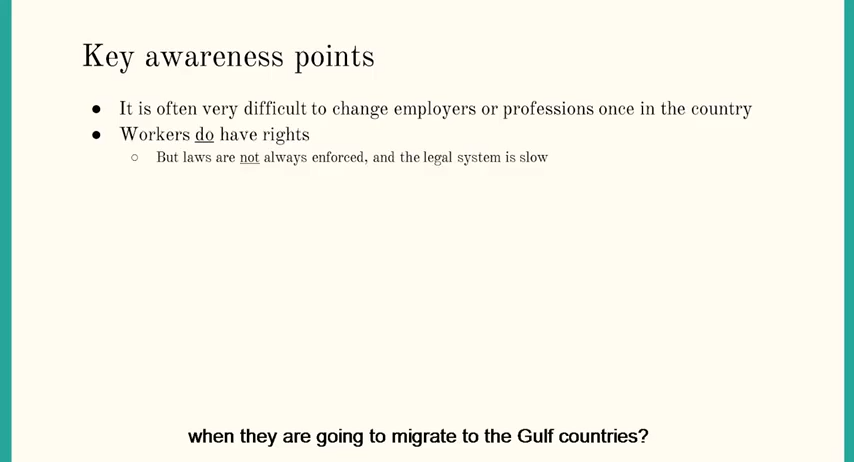 Key awareness points
● It is often very difficult to change employers or professions once in the country
● Workers do have rights
○ But laws are not always enforced, and the legal system is slow
when they are going to migrate to the Gulf countries?